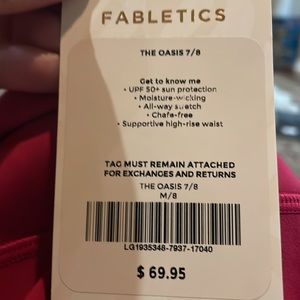 FABLETICS
THE OASIS 7/8
Get to know me
• UPF 50+ sun protection
• Moisture-wicking
• All-way stretch
• Chafe-free
• Supportive high-rise waist
TAG MUST REMAIN ATTACHED
FOR EXCHANGES AND RETURNS
THE OASIS 7/8
M/8
LG1935348-7937-17040
$ 69.95